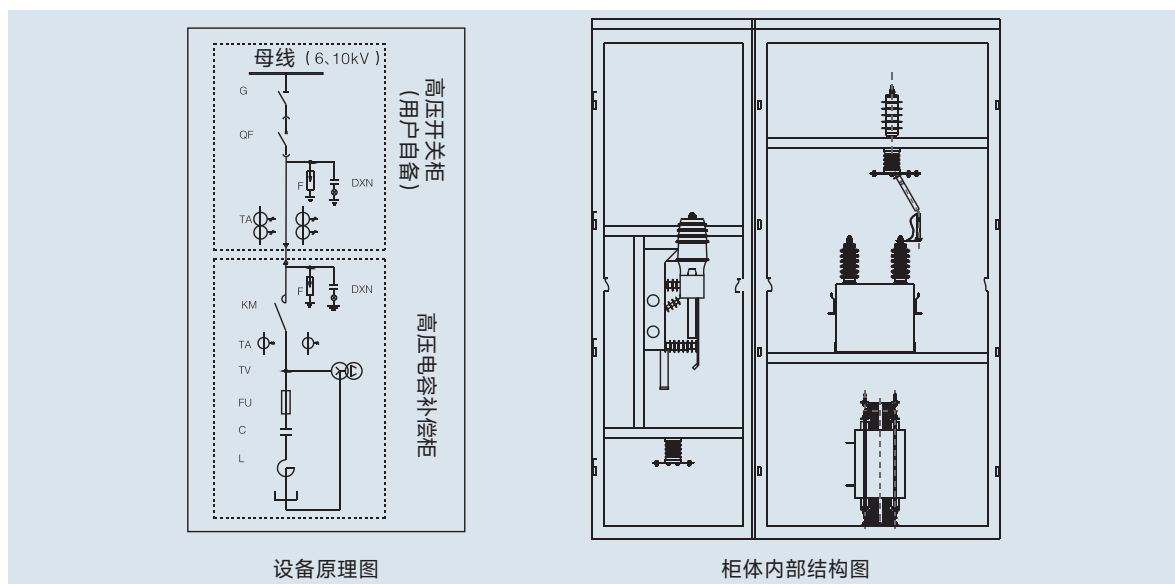 母线 ( 6、10kV )
G
QF
F
DXN
TA
高压开关柜
(用户自备)
F
DXN
KM
TA
TV
FU
C
L
高压电容补偿柜
设备原理图
柜体内部结构图